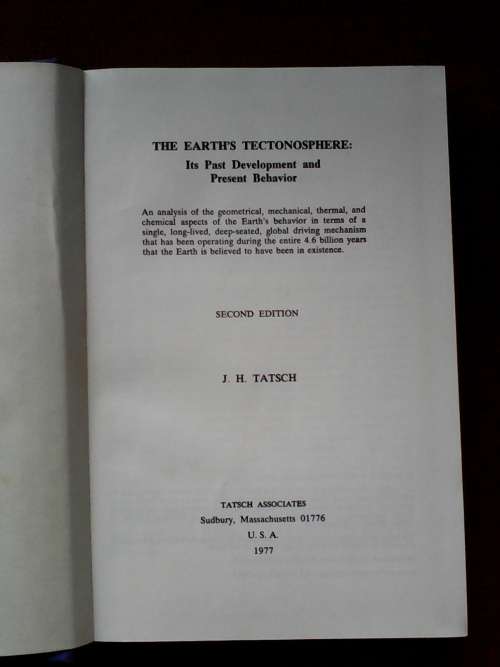 THE EARTH'S TECTONOSPHERE:
Its Past Development and
Present Behavior
An analysis of the geometrical, mechanical, thermal, and
chemical aspects of the Earth's behavior in terms of a
single, long-lived, deep-seated, global driving mechanism
that has been operating during the entire 4.6 billion years
that the Earth is believed to have been in existence.
SECOND EDITION
J. H. TATSCH
TATSCH ASSOCIATES
Sudbury, Massachusetts 01776
U. S. A.
1977